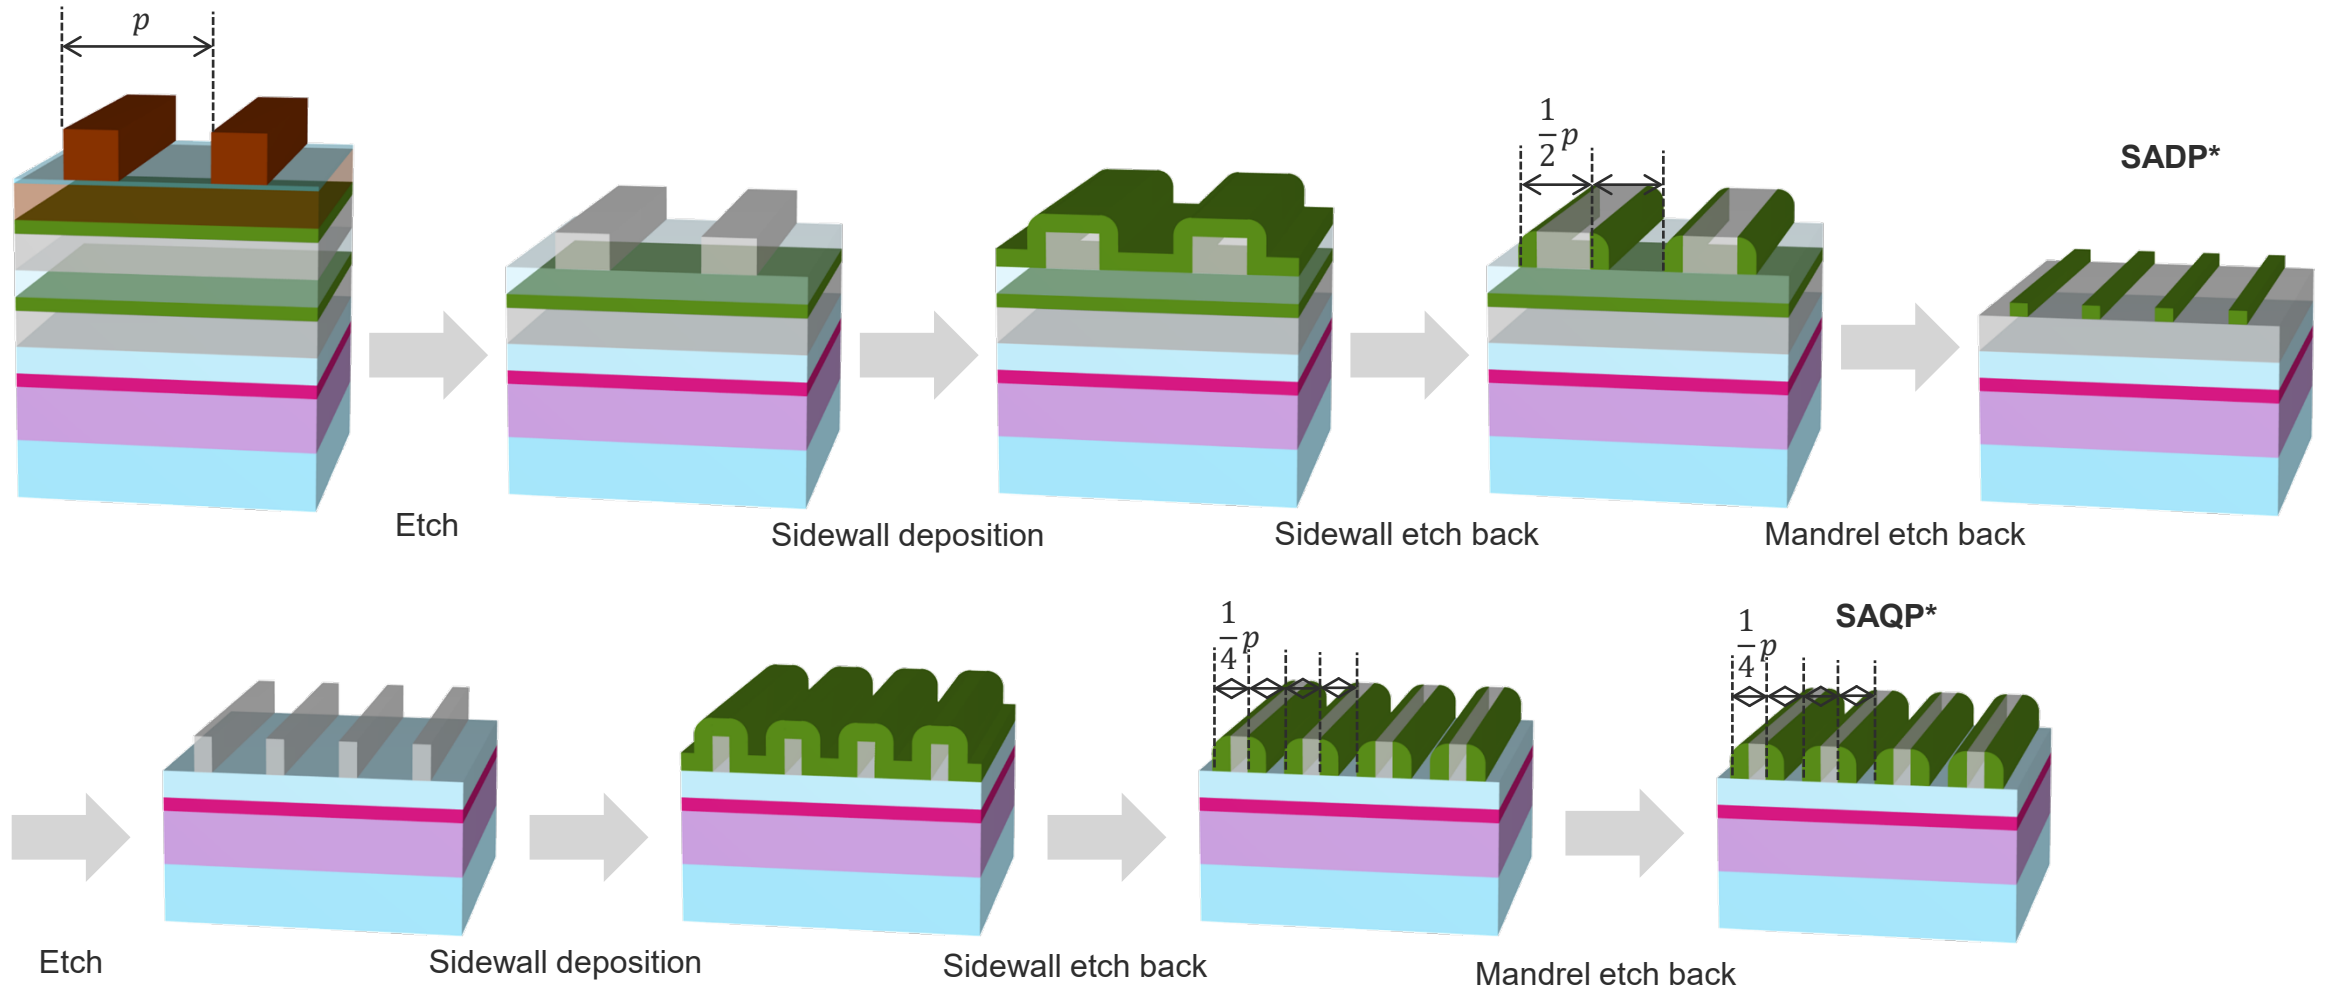 p
1/2 p
SADP*
Etch
Sidewall deposition
Sidewall etch back
Mandrel etch back
1/4 p
1/4 p
SAQP*
Etch
Sidewall deposition
Sidewall etch back
Mandrel etch back